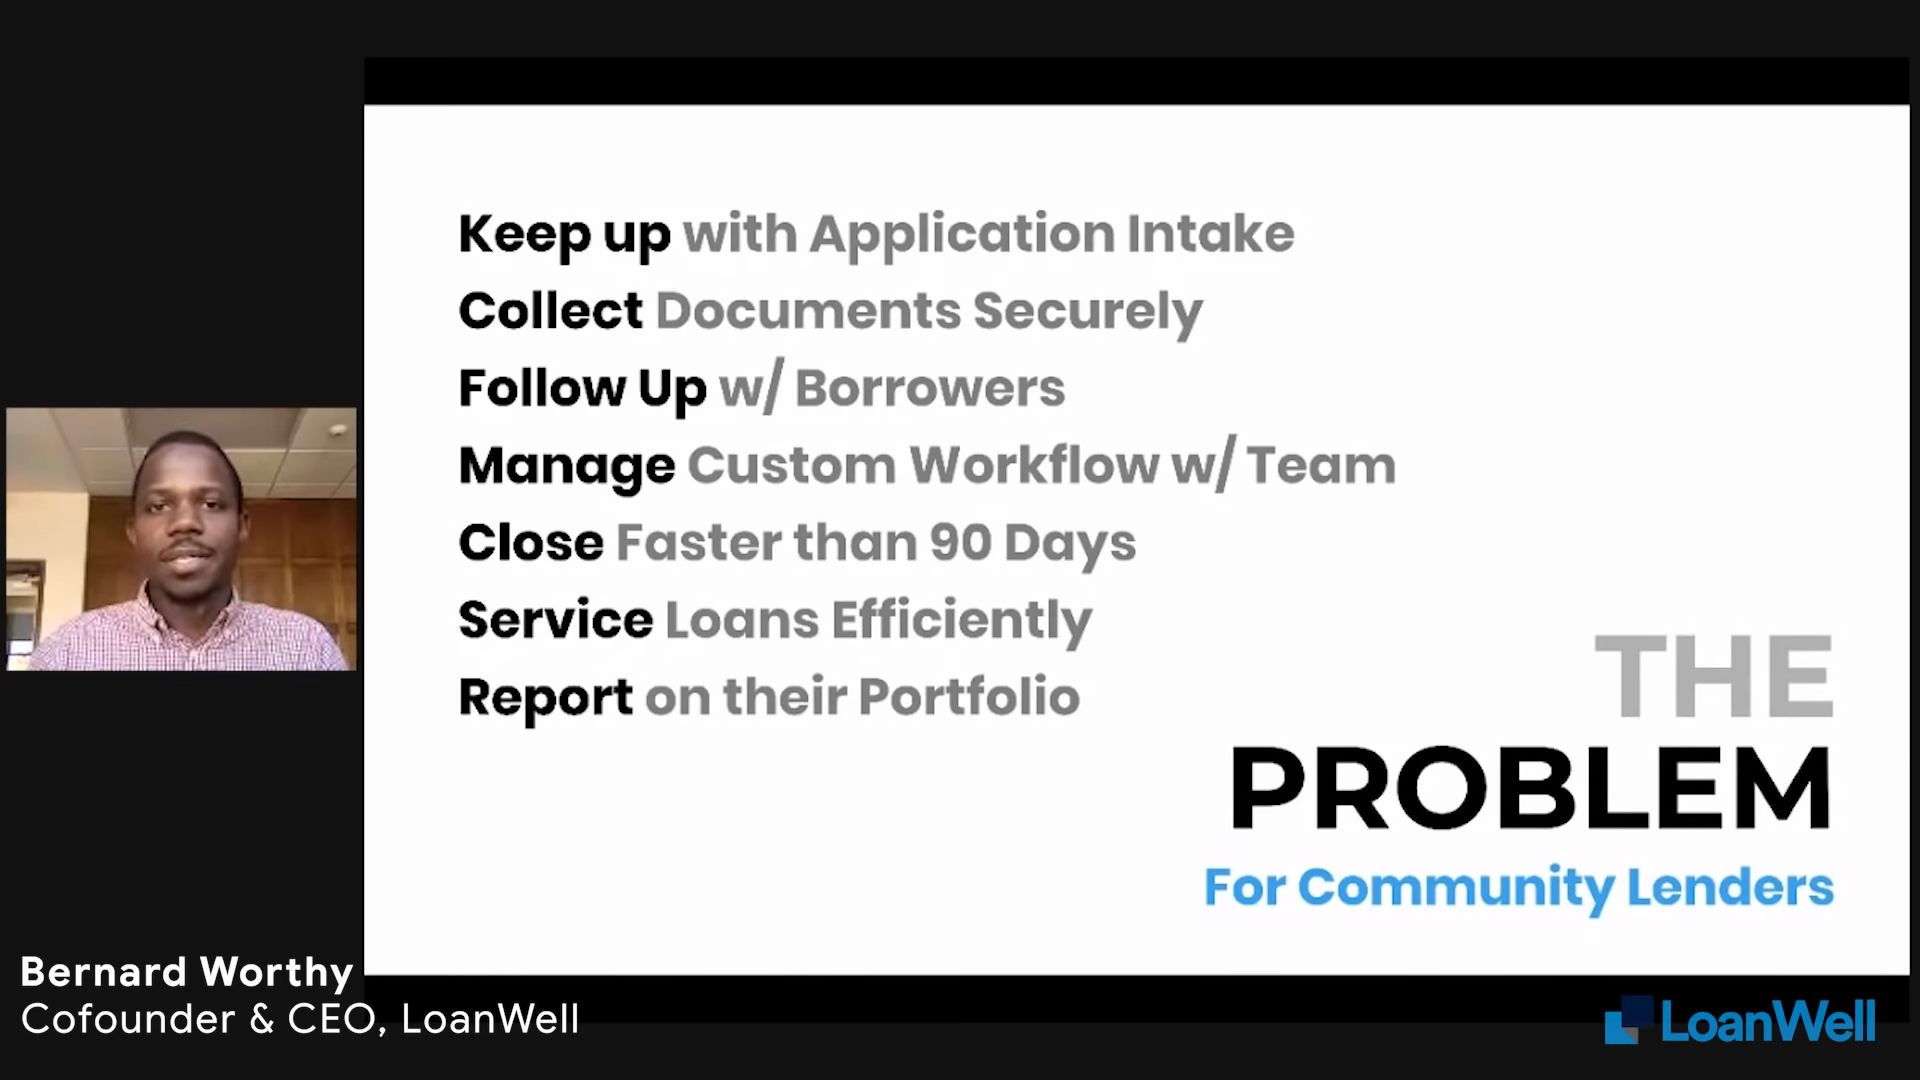 Keep up with Application Intake
Collect Documents Securely
Follow Up w/ Borrowers
Manage Custom Workflow w/ Team
Close Faster than 90 Days
Service Loans Efficiently
Report on their Portfolio
THE
PROBLEM
For Community Lenders
Bernard Worthy
Cofounder & CEO, LoanWell
LoanWell